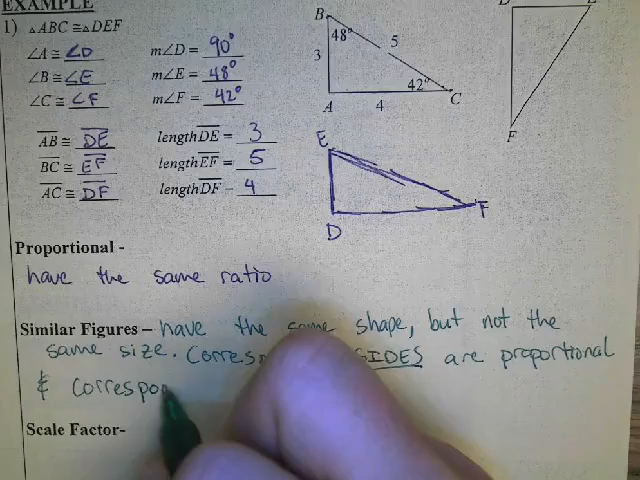 EXAMPLE
1) △ABC ≅ △DEF
∠A ≅ ∠D m∠D = 90°
∠B ≅ ∠E m∠E = 48°
∠C ≅ ∠F m∠F = 42°
AB ≅ DE length DE = 3
BC ≅ EF length EF = 5
AC ≅ DF length DF = 4
B
48°
3
5
42°
A
4
C
F
E
D
F
Proportional -
have the same ratio
Similar Figures – have the same shape, but not the
same size. SIDES are proportional
& correspon
Scale Factor-